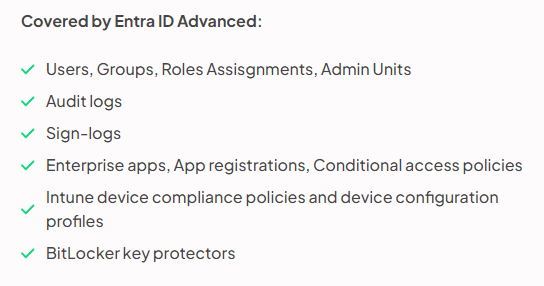 Covered by Entra ID Advanced:
Users, Groups, Roles Assisgnments, Admin Units
Audit logs
Sign-logs
Enterprise apps, App registrations, Conditional access policies
Intune device compliance policies and device configuration
profiles
BitLocker key protectors